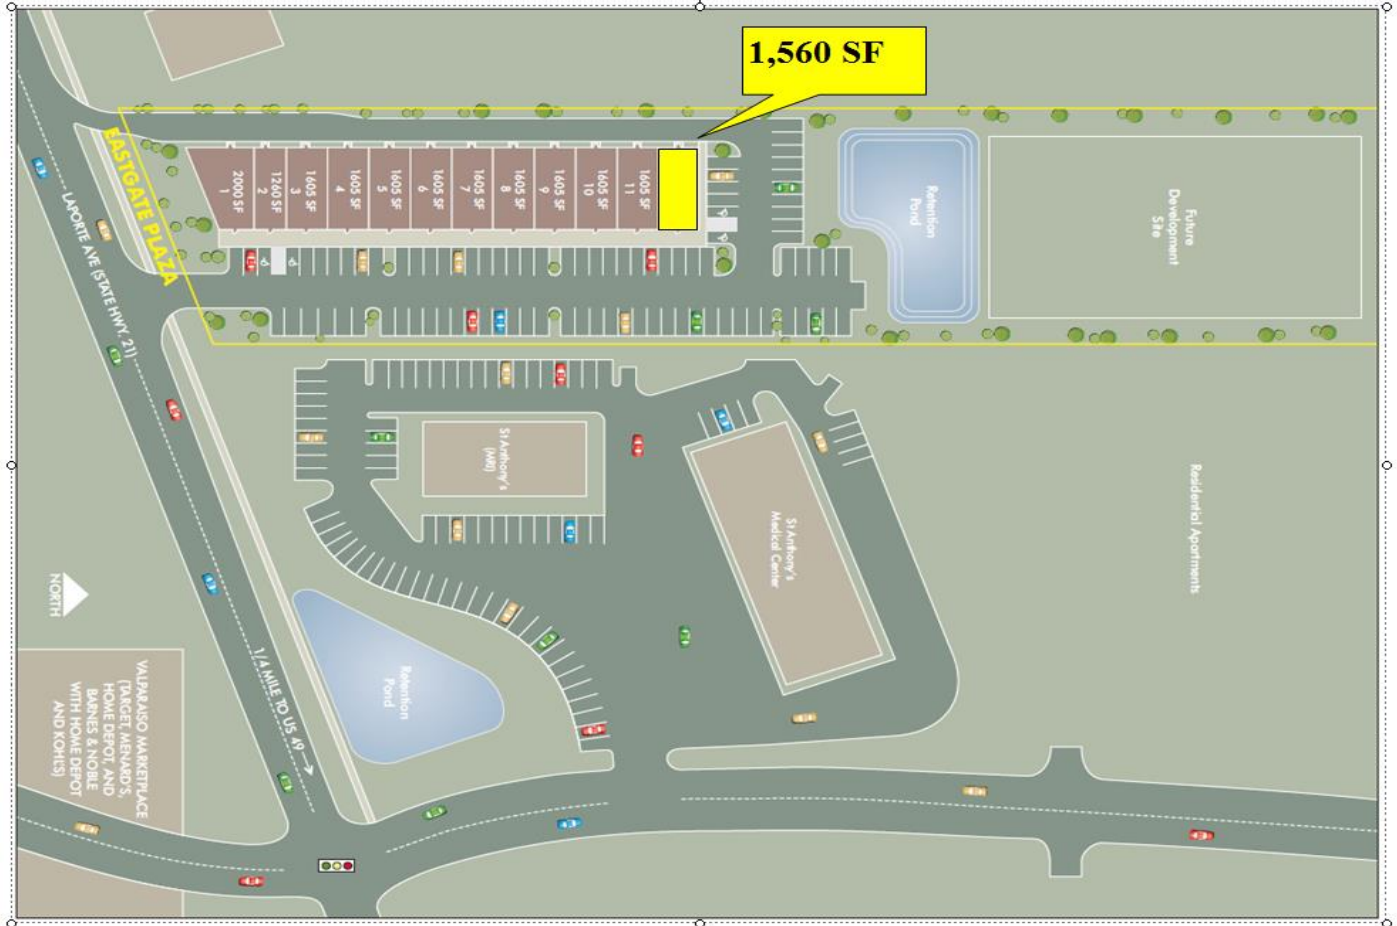 1,560 SF
EASTGATE PLAZA
2000 SF
1
1260 SF
2
1605 SF
3
1605 SF
4
1605 SF
5
1605 SF
6
1605 SF
7
1605 SF
8
1605 SF
9
1605 SF
10
1605 SF
11
Retention
Pond
Future
Development
Site
LAPORTE AVE (STATE HWY. 21)
St Anthony's
(MRI)
St Anthony's
Medical Center
Residential Apartments
NORTH
Retention
Pond
1/4 MILE TO US 49
VALPARAISO MARKETPLACE
(TARGET, MENARD'S,
HOME DEPOT, AND
BARNES & NOBLE
WITH HOME DEPOT
AND KOHL'S)